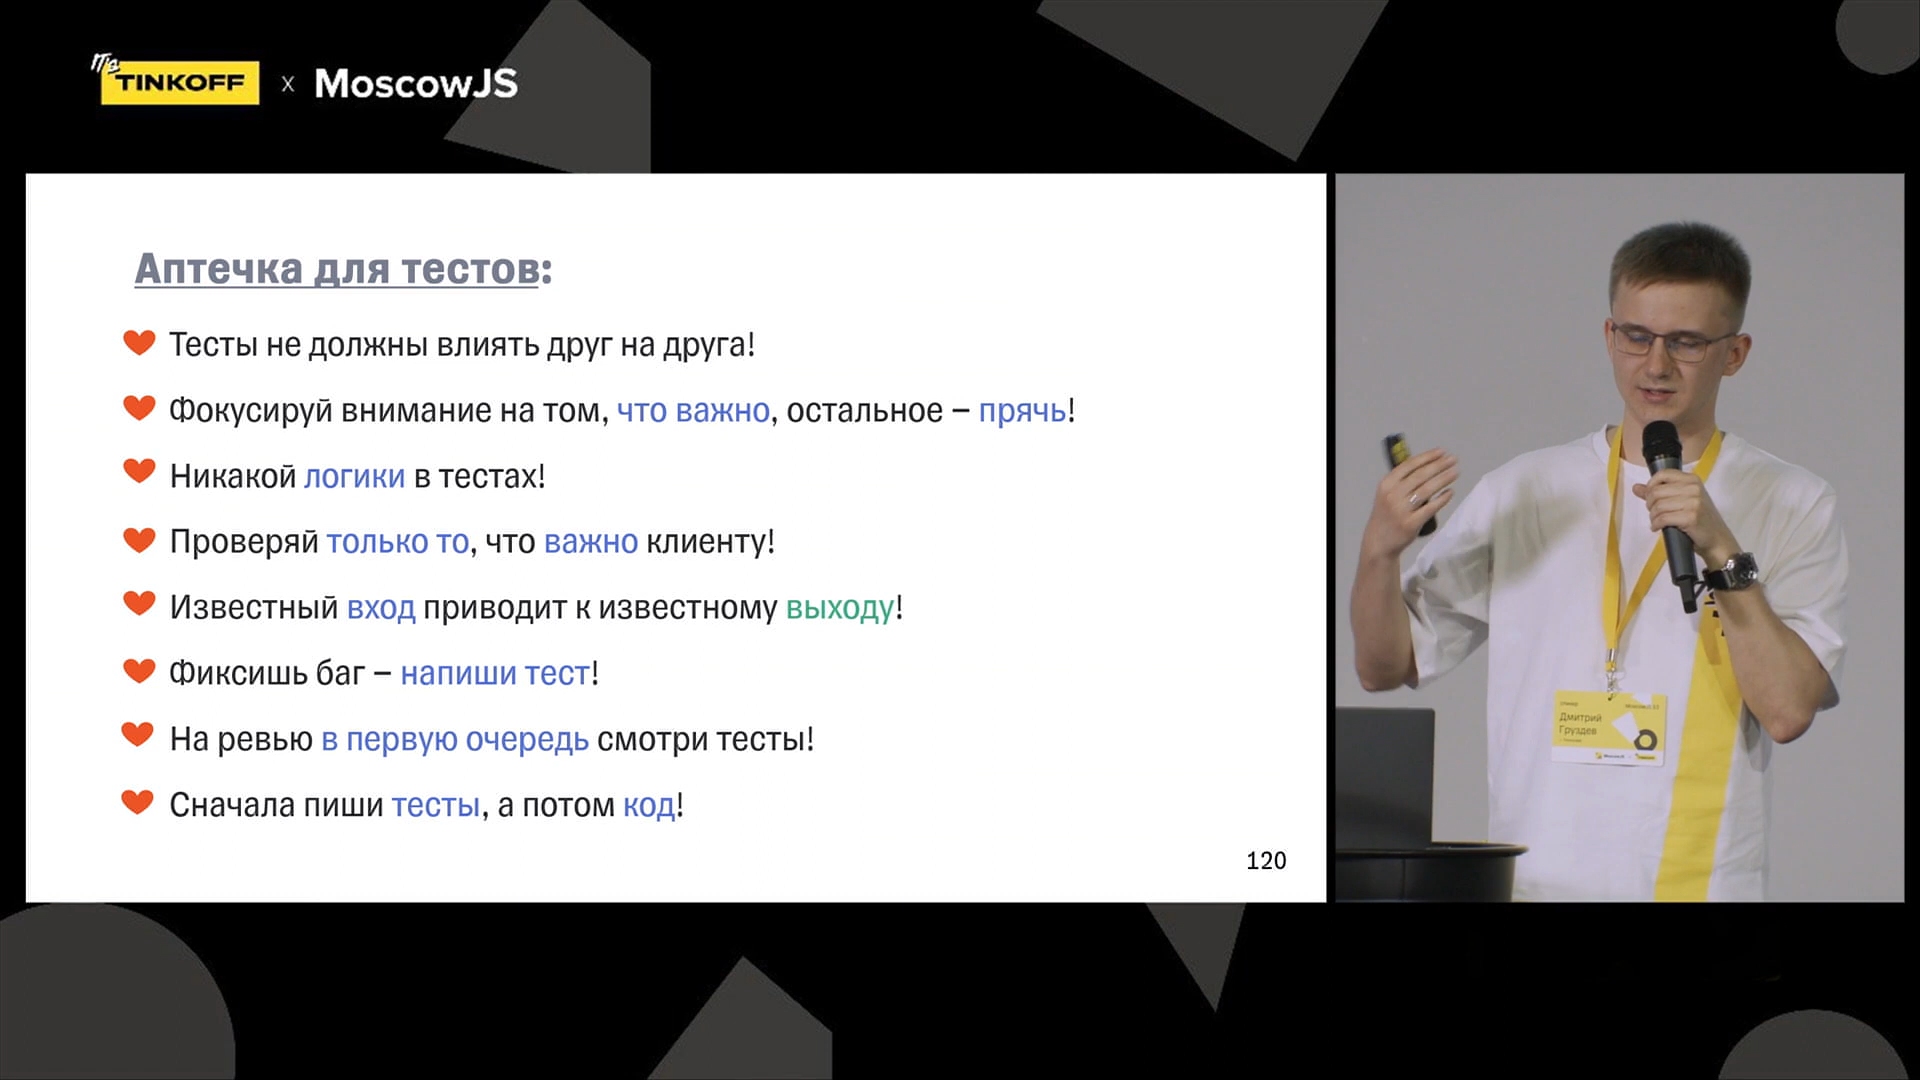 IT's TINKOFF x MoscowJS
Аптечка для тестов:
Тесты не должны влиять друг на друга!
Фокусируй внимание на том, что важно, остальное – прячь!
Никакой логики в тестах!
Проверяй только то, что важно клиенту!
Известный вход приводит к известному выходу!
Фиксишь баг – напиши тест!
На ревью в первую очередь смотри тесты!
Сначала пиши тесты, а потом код!
120
Дмитрий
Груздев